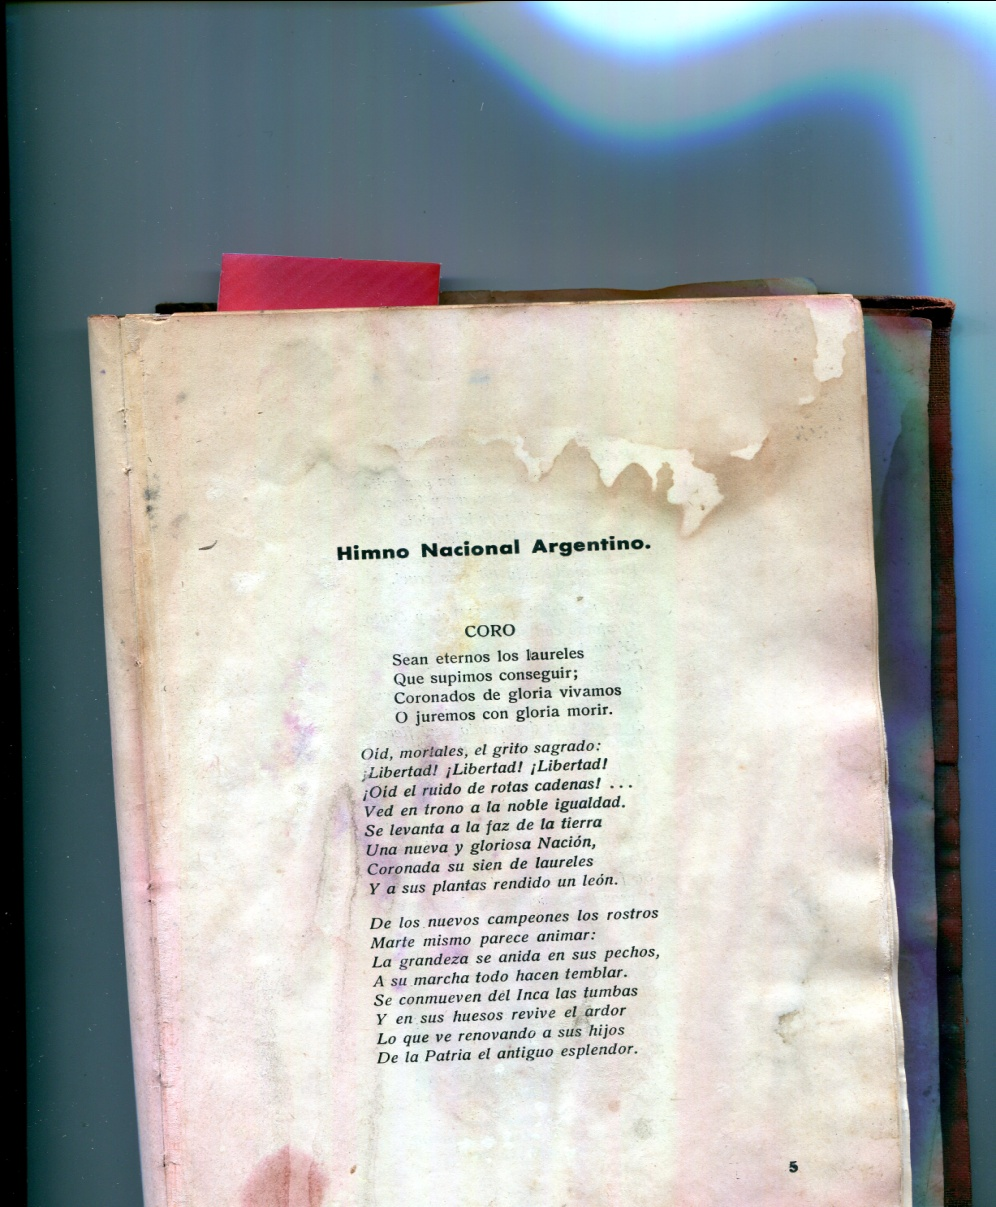 Himno Nacional Argentino.
CORO
Sean eternos los laureles
Que supimos conseguir;
Coronados de gloria vivamos
O juremos con gloria morir.
Oid, mortales, el grito sagrado:
¡Libertad! ¡Libertad! ¡Libertad!
¡Oid el ruido de rotas cadenas! ...
Ved en trono a la noble igualdad.
Se levanta a la faz de la tierra
Una nueva y gloriosa Nación,
Coronada su sien de laureles
Y a sus plantas rendido un león.
De los nuevos campeones los rostros
Marte mismo parece animar:
La grandeza se anida en sus pechos,
A su marcha todo hacen temblar.
Se conmueven del Inca las tumbas
Y en sus huesos revive el ardor
Lo que ve renovando a sus hijos
De la Patria el antiguo esplendor.
5